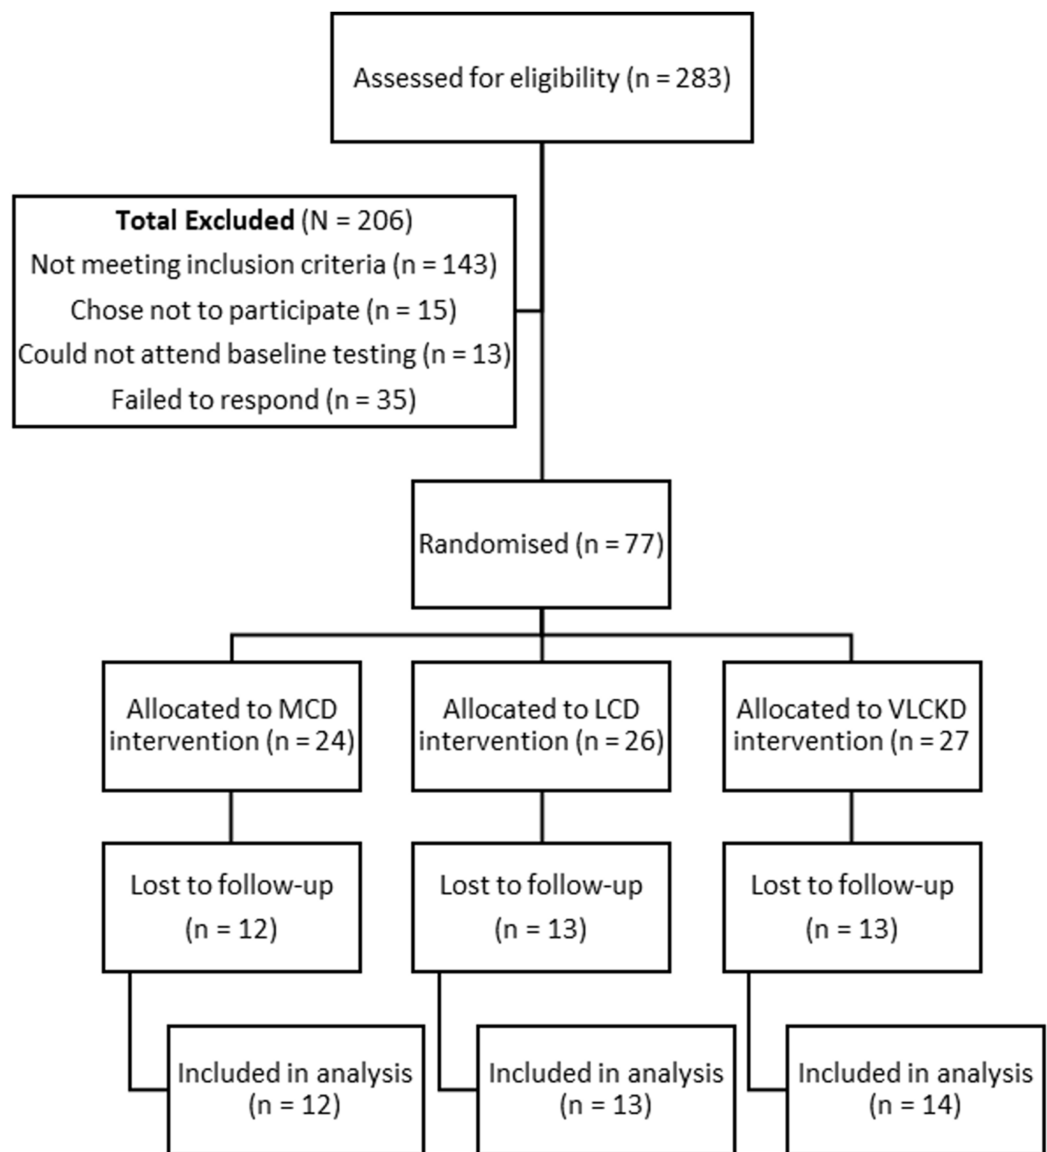 Assessed for eligibility (n = 283)
Total Excluded (N = 206)
Not meeting inclusion criteria (n = 143)
Chose not to participate (n = 15)
Could not attend baseline testing (n = 13)
Failed to respond (n = 35)
Randomised (n = 77)
Allocated to MCD
intervention (n = 24)
Allocated to LCD
intervention (n = 26)
Allocated to VLCKD
intervention (n = 27
Lost to follow-up
(n = 12)
Lost to follow-up
(n = 13)
Lost to follow-up
(n = 13)
Included in analysis
(n = 12)
Included in analysis
(n = 13)
Included in analysis
(n = 14)